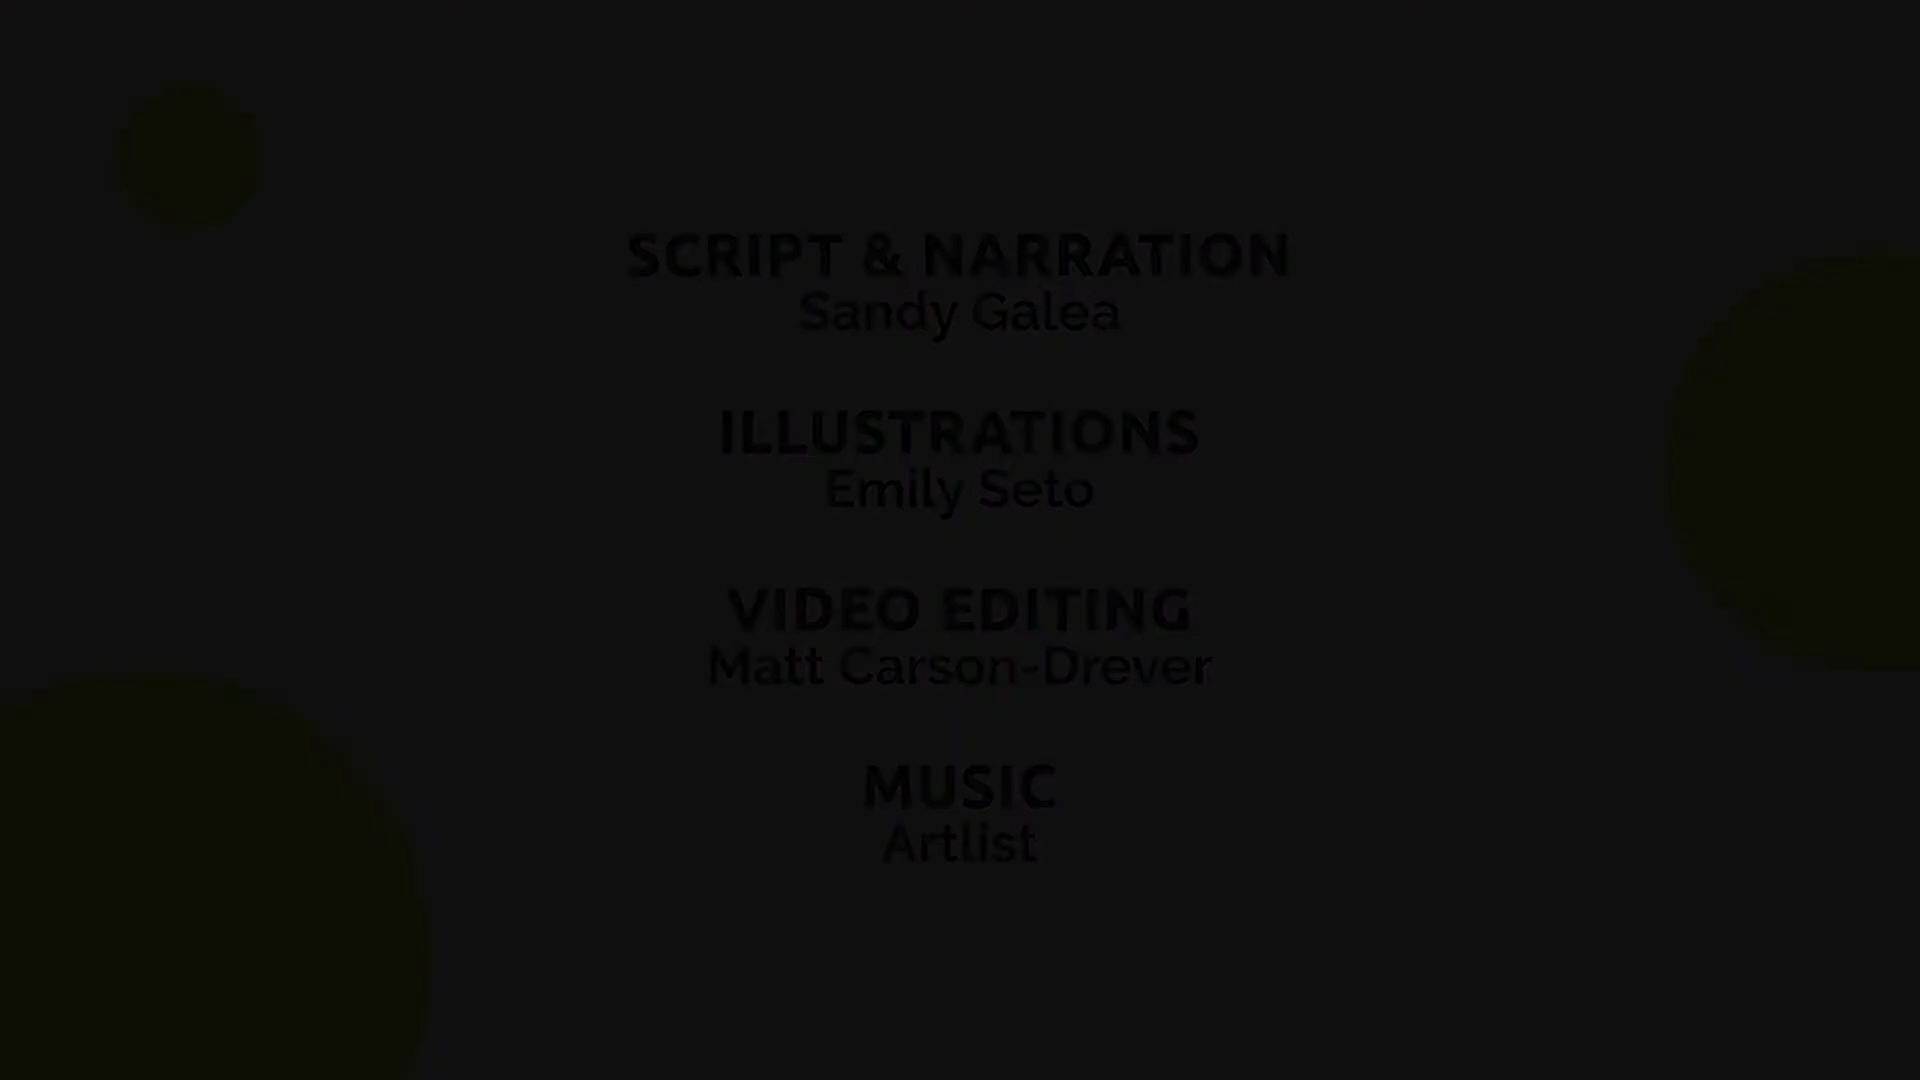 SCRIPT & NARRATION
Sandy Galea
ILLUSTRATIONS
Emily Seto
VIDEO EDITING
Matt Carson-Drever
MUSIC
Artlist